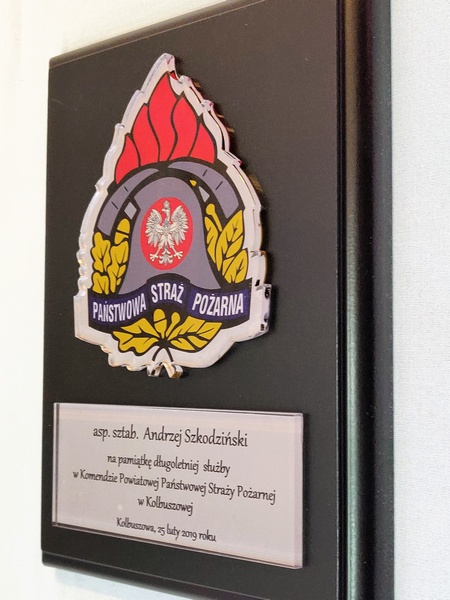 PAŃSTWOWA STRAŻ POŻARNA
asp. sztab. Andrzej Szkodziński
na pamiątkę długoletniej służby
w Komendzie Powiatowej Państwowej Straży Pożarnej
w Kolbuszowej
Kolbuszowa, 25 luty 2019 roku